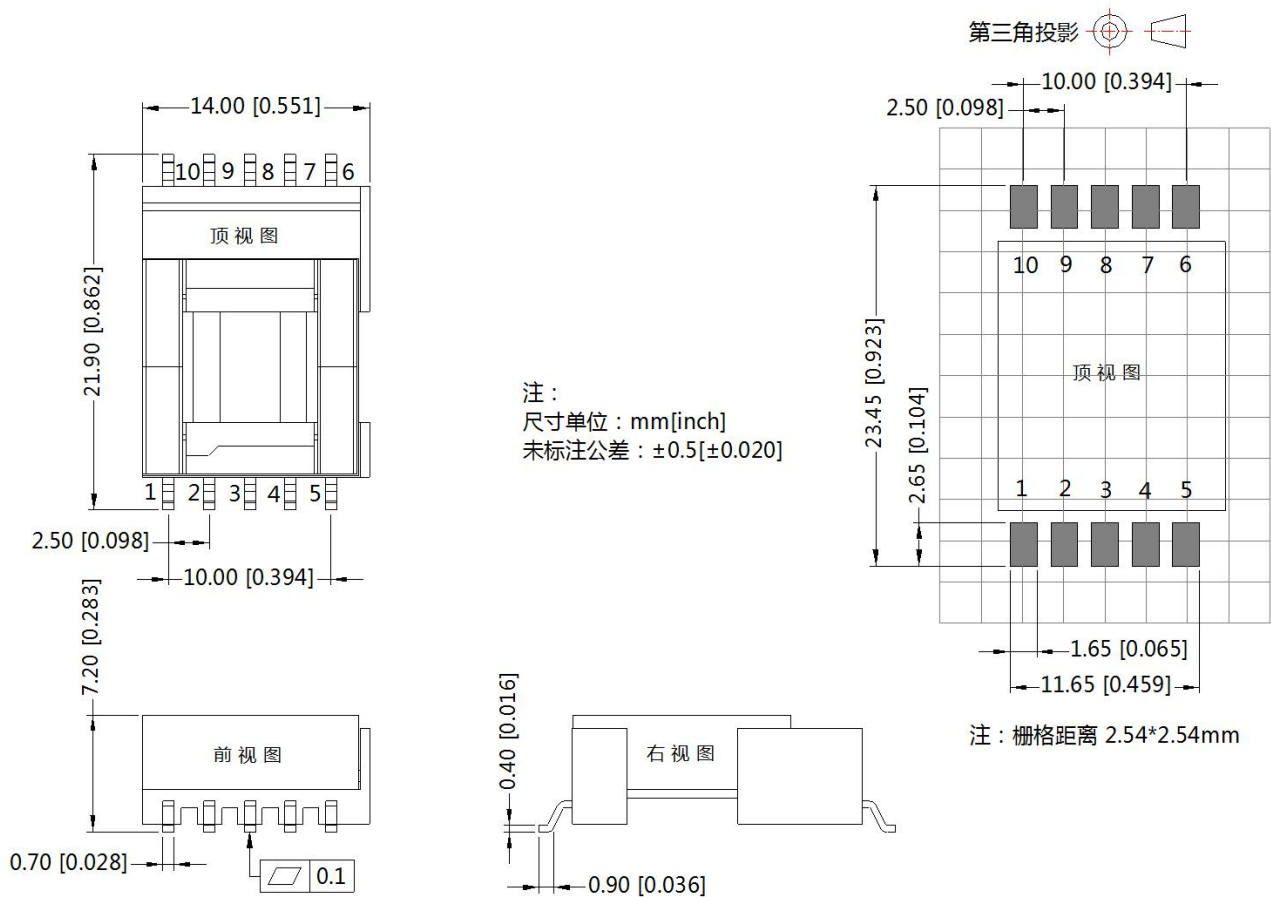 第三角投影
14.00 [0.551]
10 9 8 7 6
顶视图
21.90 [0.862]
1 2 3 4 5
2.50 [0.098]
10.00 [0.394]
注：
尺寸单位：mm[inch]
未标注公差：±0.5[±0.020]
10.00 [0.394]
2.50 [0.098]
10 9 8 7 6
顶视图
23.45 [0.923]
2.65 [0.104]
1 2 3 4 5
1.65 [0.065]
11.65 [0.459]
注：栅格距离 2.54*2.54mm
7.20 [0.283]
前视图
0.70 [0.028]
0.1
0.40 [0.016]
右视图
0.90 [0.036]